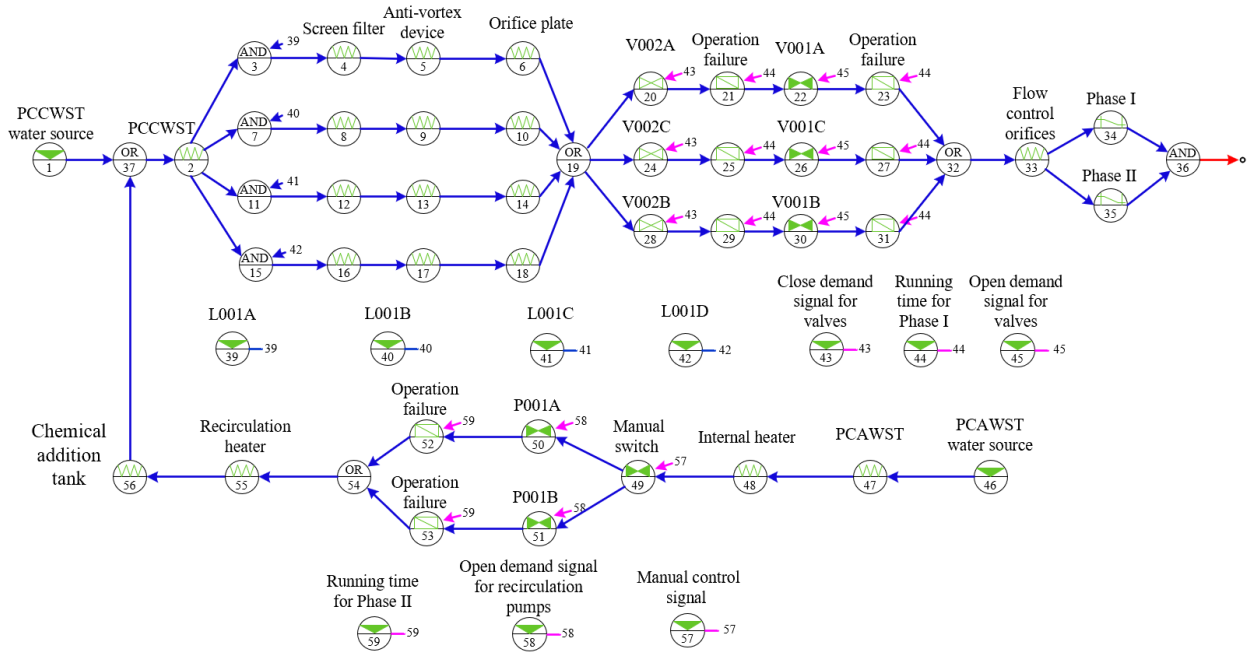 Screen filter
Anti-vortex
device
Orifice plate
V002A
Operation
failure
V001A
Operation
failure
AND
3
39
4
5
6
20
43
21
44
22
45
23
44
PCCWST
water source
1
OR
37
PCCWST
2
AND
7
40
8
9
10
OR
19
V002C
V001C
24
43
25
44
26
45
27
44
OR
32
Flow
control
orifices
33
Phase I
34
Phase II
35
AND
36
AND
11
41
12
13
14
V002B
V001B
28
43
29
44
30
45
31
44
AND
15
42
16
17
18
L001A
39
39
L001B
40
40
L001C
41
41
L001D
42
42
Close demand
signal for
valves
43
43
Running
time for
Phase I
44
44
Open demand
signal for
valves
45
45
Chemical
addition
tank
56
Recirculation
heater
55
OR
54
Operation
failure
52
59
P001A
50
58
Operation
failure
53
59
P001B
51
58
Manual
switch
49
57
Internal heater
48
PCAWST
47
PCAWST
water source
46
Running time
for Phase II
59
59
Open demand signal
for recirculation
pumps
58
58
Manual control
signal
57
57